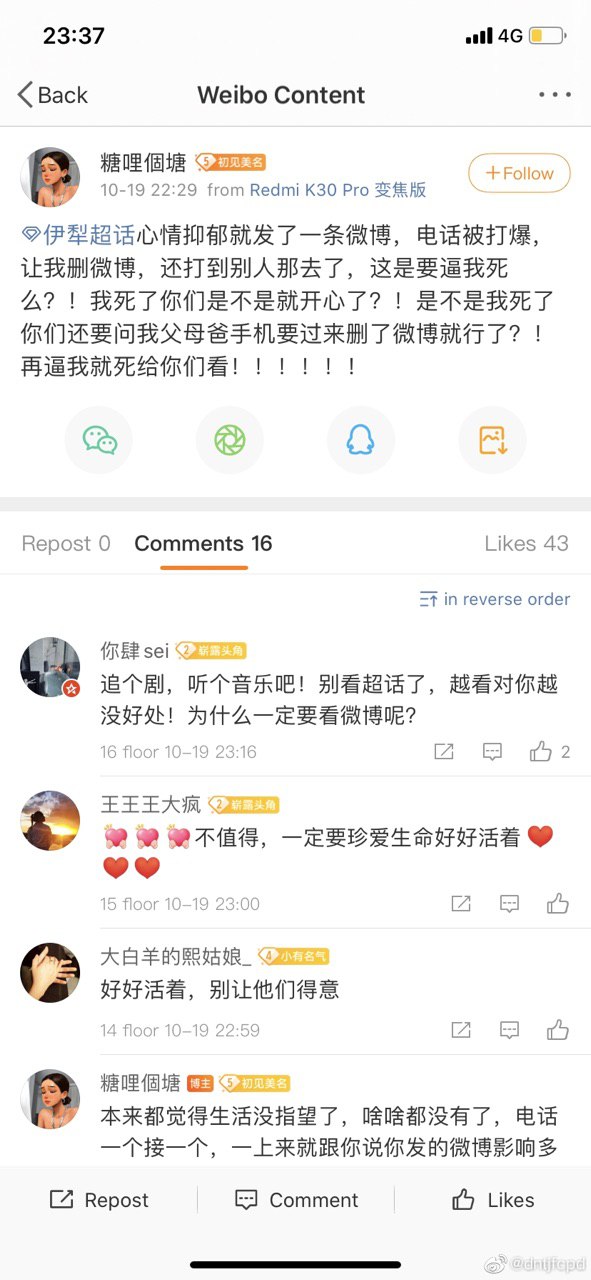 23:37
4G
Back
Weibo Content
糖哩個塘 5 初见美名
10-19 22:29 from Redmi K30 Pro 变焦版
+Follow
伊犁超话心情抑郁就发了一条微博，电话被打爆，
让我删微博，还打到别人那去了，这是要逼我死
么？！我死了你们是不是就开心了？！是不是我死了
你们还要问我父母爸手机要过来删了微博就行了？！
再逼我就死给你们看！！！！！！
Repost 0
Comments 16
Likes 43
in reverse order
你肆sei 2 崭露头角
追个剧，听个音乐吧！别看超话了，越看对你越
没好处！为什么一定要看微博呢？
16 floor 10-19 23:16
2
王王王大疯 2 崭露头角
不值得，一定要珍爱生命好好活着
15 floor 10-19 23:00
大白羊的熙姑娘_ 4 小有名气
好好活着，别让他们得意
14 floor 10-19 22:59
糖哩個塘 博主 5 初见美名
本来都觉得生活没指望了，啥啥都没有了，电话
一个接一个，一上来就跟你说你发的微博影响多
Repost
Comment
Likes
@dntjfcpd